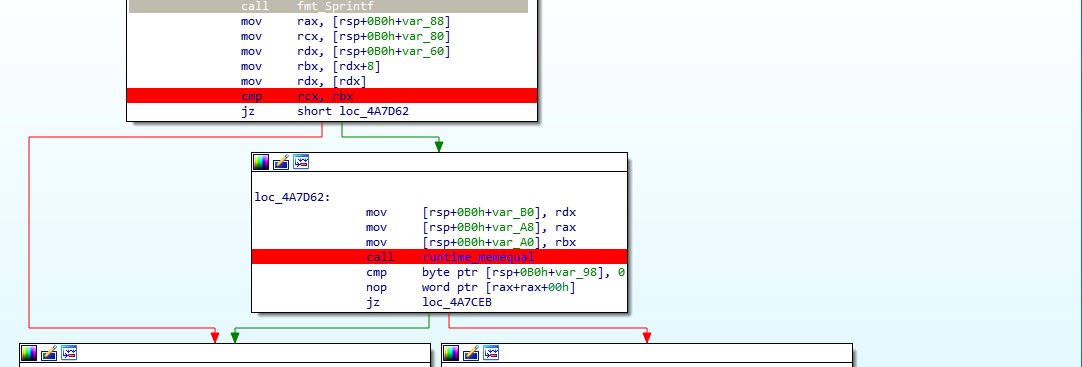 call    fmt_Sprintf
mov     rax, [rsp+0B0h+var_88]
mov     rcx, [rsp+0B0h+var_80]
mov     rdx, [rsp+0B0h+var_60]
mov     rbx, [rdx+8]
mov     rdx, [rdx]
cmp     rcx, rbx
jz      short loc_4A7D62
loc_4A7D62:
mov     [rsp+0B0h+var_B0], rdx
mov     [rsp+0B0h+var_A8], rax
mov     [rsp+0B0h+var_A0], rbx
call    runtime_memequal
cmp     byte ptr [rsp+0B0h+var_98], 0
nop     word ptr [rax+rax+00h]
jz      loc_4A7CEB